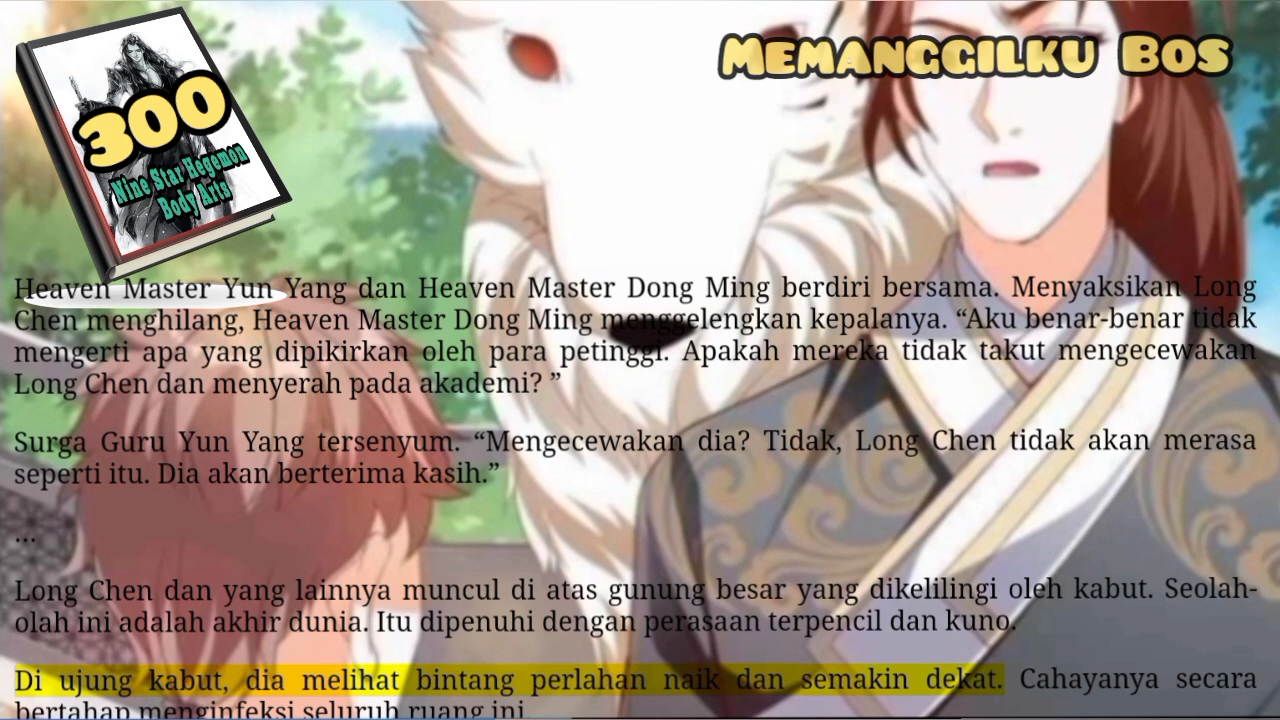 Memanggilku Bos
300
Nine Star Hegemon
Body Arts
Heaven Master Yun Yang dan Heaven Master Dong Ming berdiri bersama. Menyaksikan Long
Chen menghilang, Heaven Master Dong Ming menggelengkan kepalanya. “Aku benar-benar tidak
mengerti apa yang dipikirkan oleh para petinggi. Apakah mereka tidak takut mengecewakan
Long Chen dan menyerah pada akademi? ”
Surga Guru Yun Yang tersenyum. “Mengecewakan dia? Tidak, Long Chen tidak akan merasa
seperti itu. Dia akan berterima kasih.”
...
Long Chen dan yang lainnya muncul di atas gunung besar yang dikelilingi oleh kabut. Seolah-
olah ini adalah akhir dunia. Itu dipenuhi dengan perasaan terpencil dan kuno.
Di ujung kabut, dia melihat bintang perlahan naik dan semakin dekat. Cahayanya secara
bertahap menginfeksi seluruh ruang ini.